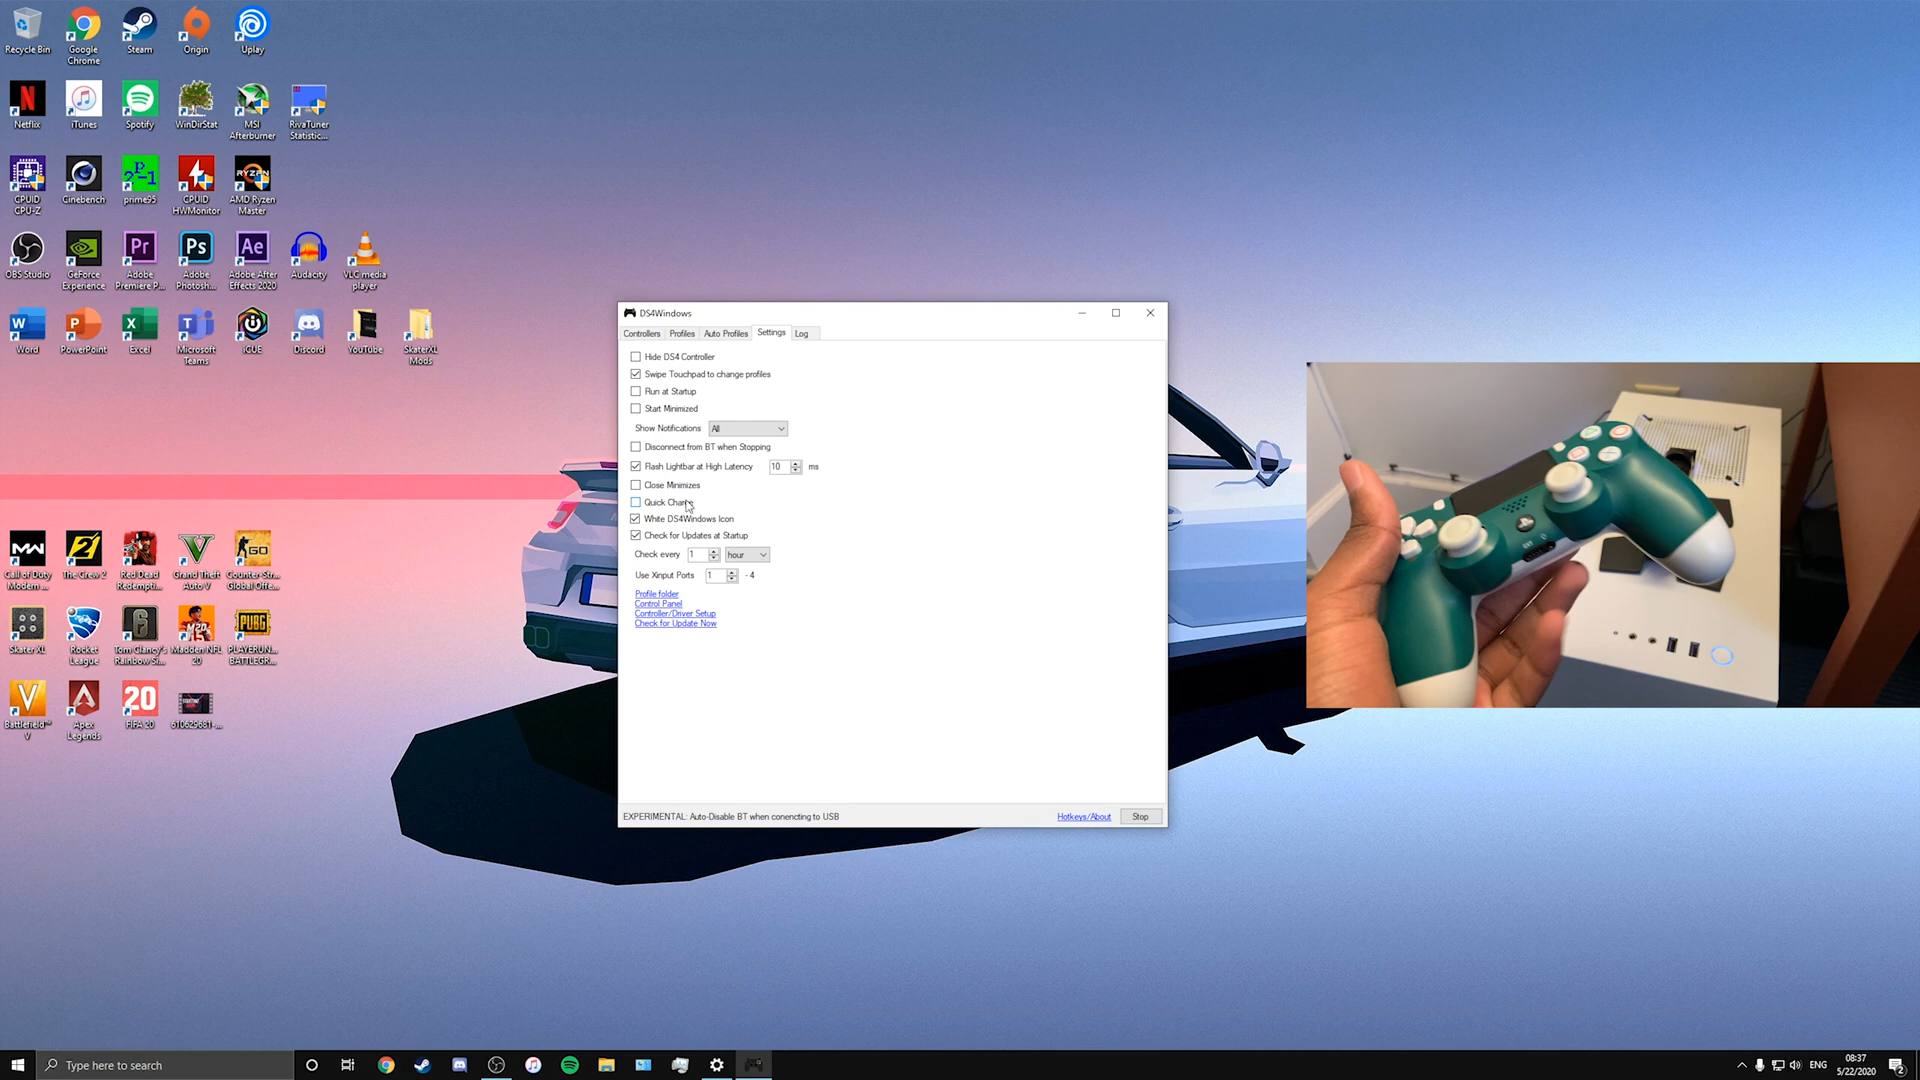 Recycle Bin
Google
Chrome
Steam
Origin
Uplay
Netflix
iTunes
Spotify
WinDirStat
MSI
Afterburner
RivaTuner
Statistic...
CPUID
CPU-Z
Cinebench
prime95
CPUID
HWMonitor
AMD Ryzen
Master
OBS Studio
GeForce
Experience
Adobe
Premiere P...
Adobe
Photosh...
Adobe After
Effects 2020
Audacity
VLC media
player
Word
PowerPoint
Excel
Microsoft
Teams
iCUE
Discord
YouTube
SkaterXL
Mods
Call of Duty
Modern ...
The Crew 2
Red Dead
Redempti...
Grand Theft
Auto V
Counter-Str...
Global Offe...
Skater XL
Rocket
League
Tom Clancy's
Rainbow Si...
Madden NFL
20
PLAYERUN...
BATTLEGR...
Battlefield™
V
Apex
Legends
FIFA 20
DS4Windows
Controllers
Profiles
Auto Profiles
Settings
Log
Hide DS4 Controller
Swipe Touchpad to change profiles
Run at Startup
Start Minimized
Show Notifications All
Disconnect from BT when Stopping
Flash Lightbar at High Latency 10 ms
Close Minimizes
Quick Charge
White DS4Windows Icon
Check for Updates at Startup
Check every 1 hour
Use Xinput Ports 1 - 4
Profile folder
Control Panel
Controller/Driver Setup
Check for Update Now
EXPERIMENTAL: Auto-Disable BT when conencting to USB
Hotkeys/About
Stop
Type here to search
ENG
08:37
5/22/2020